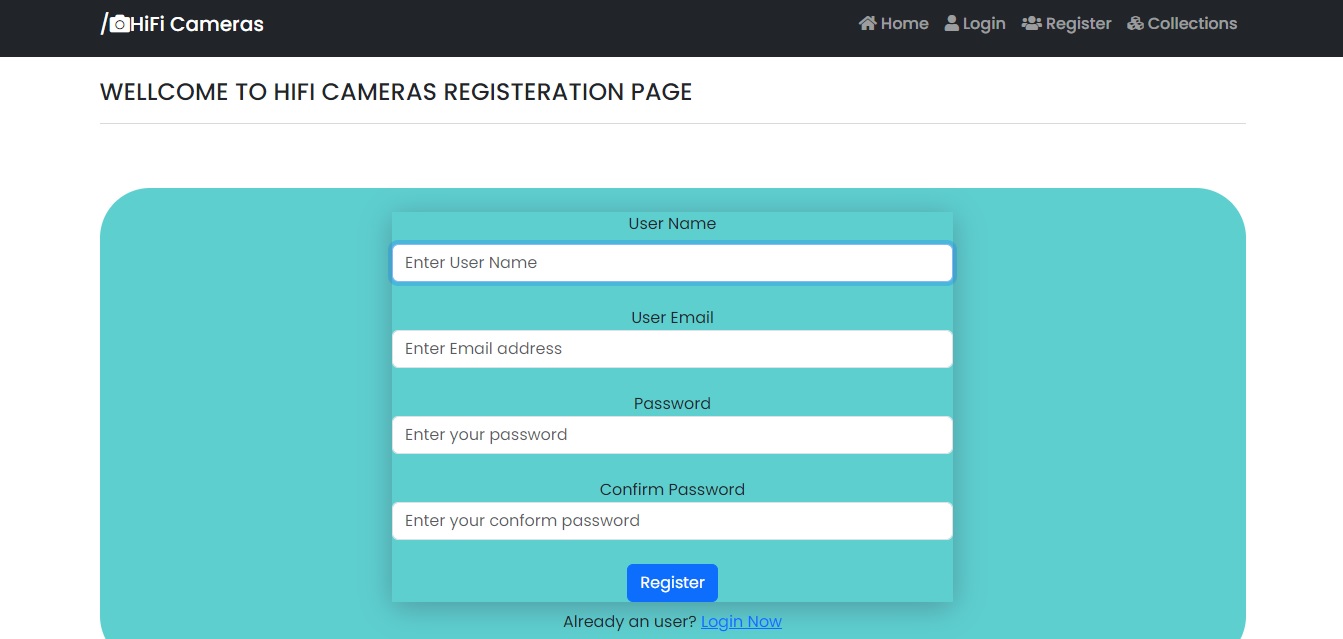 /HiFi Cameras Home Login Register Collections
WELLCOME TO HIFI CAMERAS REGISTERATION PAGE
User Name
Enter User Name
User Email
Enter Email address
Password
Enter your password
Confirm Password
Enter your conform password
Register
Already an user? Login Now